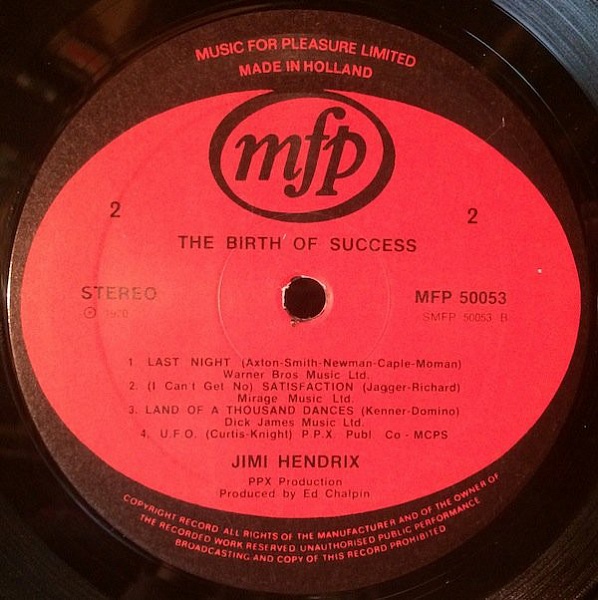 MUSIC FOR PLEASURE LIMITED
MADE IN HOLLAND
mfp
2 2
THE BIRTH OF SUCCESS
STEREO MFP 50053
℗ 1970 SMFP 50053 B
1 LAST NIGHT (Axton-Smith-Newman-Caple-Moman)
Warner Bros Music Ltd.
2. (I Can't Get No) SATISFACTION (Jagger-Richard)
Mirage Music Ltd.
3. LAND OF A THOUSAND DANCES (Kenner-Domino)
Dick James Music Ltd.
4. U.F.O. (Curtis-Knight) P.P.X. Publ Co - MCPS
JIMI HENDRIX
PPX Production
Produced by Ed Chalpin
COPYRIGHT RECORD ALL RIGHTS OF THE MANUFACTURER AND OF THE OWNER OF
THE RECORDED WORK RESERVED UNAUTHORISED PUBLIC PERFORMANCE
BROADCASTING AND COPY OF THIS RECORD PROHIBITED